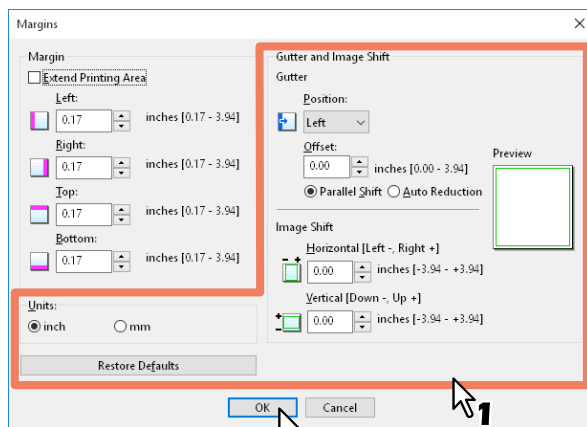 Margins
Margin
Extend Printing Area
Left:
0.17 inches [0.17 - 3.94]
Right:
0.17 inches [0.17 - 3.94]
Top:
0.17 inches [0.17 - 3.94]
Bottom:
0.17 inches [0.17 - 3.94]
Units:
inch mm
Restore Defaults
Gutter and Image Shift
Gutter
Position:
Left
Offset:
0.00 inches [0.00 - 3.94]
Parallel Shift Auto Reduction
Preview
Image Shift
Horizontal [Left -, Right +]
0.00 inches [-3.94 - +3.94]
Vertical [Down -, Up +]
0.00 inches [-3.94 - +3.94]
1
OK Cancel